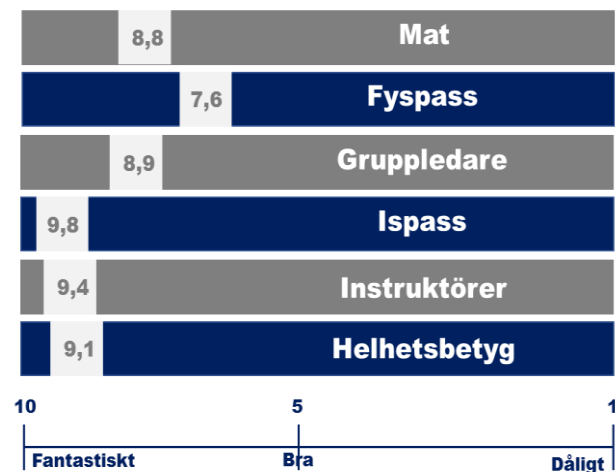 8,8 Mat
7,6 Fyspass
8,9 Gruppledare
9,8 Ispass
9,4 Instruktörer
9,1 Helhetsbetyg
10 5 1
Fantastiskt Bra Dåligt